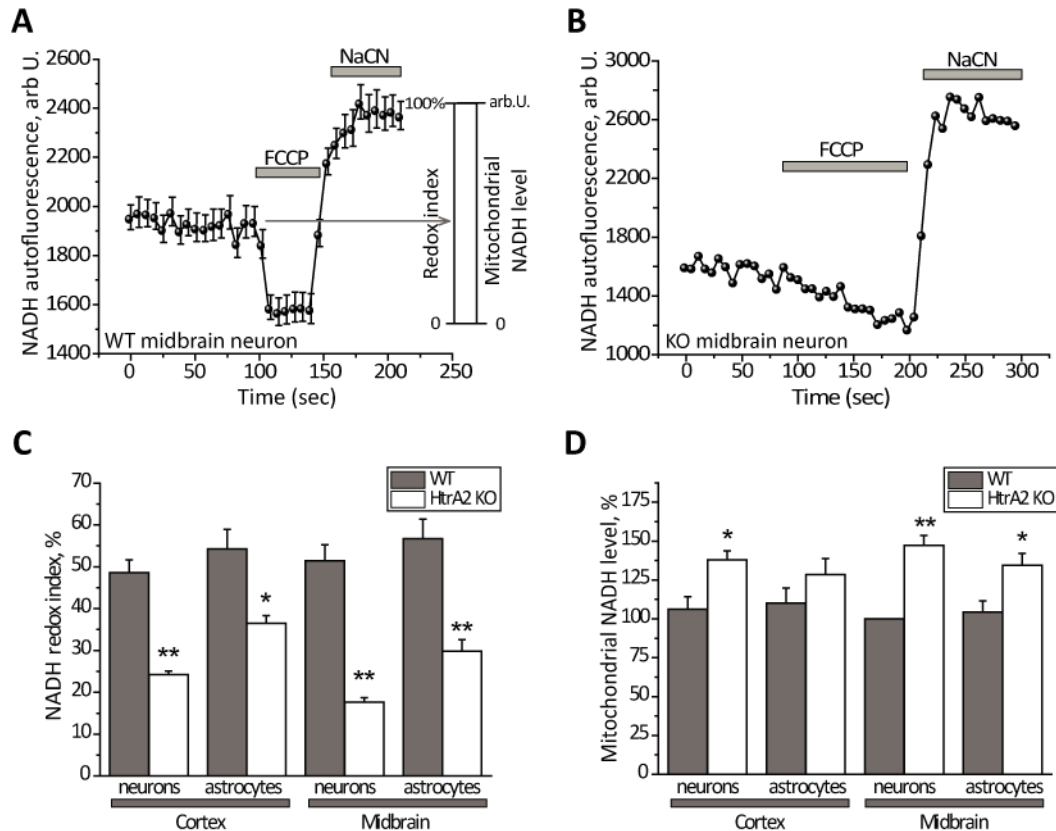 A
NADH autofluorescence, arb U.
2600
2400
2200
2000
1800
1600
1400
NaCN
FCCP
100%
arb.U.
Redox index
Mitochondrial
NADH level
0
0
WT midbrain neuron
0 50 100 150 200 250
Time (sec)
B
NADH autofluorescence, arb U.
3000
2600
2200
1800
1400
1000
NaCN
FCCP
KO midbrain neuron
0 50 100 150 200 250 300
Time (sec)
C
NADH redox index, %
70
60
50
40
30
20
10
0
WT
HtrA2 KO
**
*
**
**
neurons astrocytes neurons astrocytes
Cortex Midbrain
D
Mitochondrial NADH level, %
175
150
125
100
75
50
25
0
WT
HtrA2 KO
*
**
*
neurons astrocytes neurons astrocytes
Cortex Midbrain